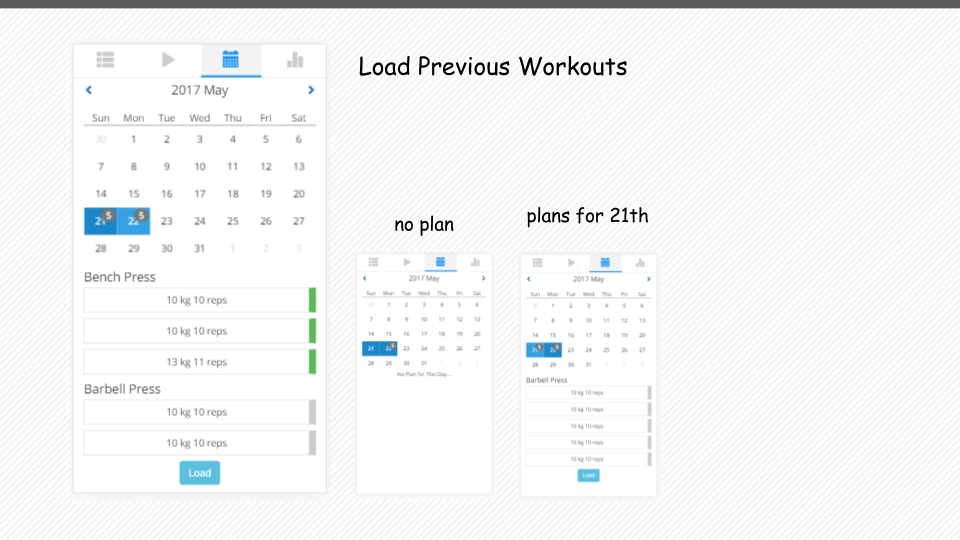 Load Previous Workouts
2017 May
Sun Mon Tue Wed Thu Fri Sat
30 1 2 3 4 5 6
7 8 9 10 11 12 13
14 15 16 17 18 19 20
21 5 22 5 23 24 25 26 27
28 29 30 31 1 2 3
Bench Press
10 kg 10 reps
10 kg 10 reps
13 kg 11 reps
Barbell Press
10 kg 10 reps
10 kg 10 reps
Load
no plan
2017 May
Sun Mon Tue Wed Thu Fri Sat
30 1 2 3 4 5 6
7 8 9 10 11 12 13
14 15 16 17 18 19 20
21 22 5 23 24 25 26 27
28 29 30 31 1 2 3
No Plan for This Day...
plans for 21th
2017 May
Sun Mon Tue Wed Thu Fri Sat
30 1 2 3 4 5 6
7 8 9 10 11 12 13
14 15 16 17 18 19 20
21 5 22 5 23 24 25 26 27
28 29 30 31 1 2 3
Barbell Press
10 kg 10 reps
10 kg 10 reps
10 kg 10 reps
10 kg 10 reps
10 kg 10 reps
Load